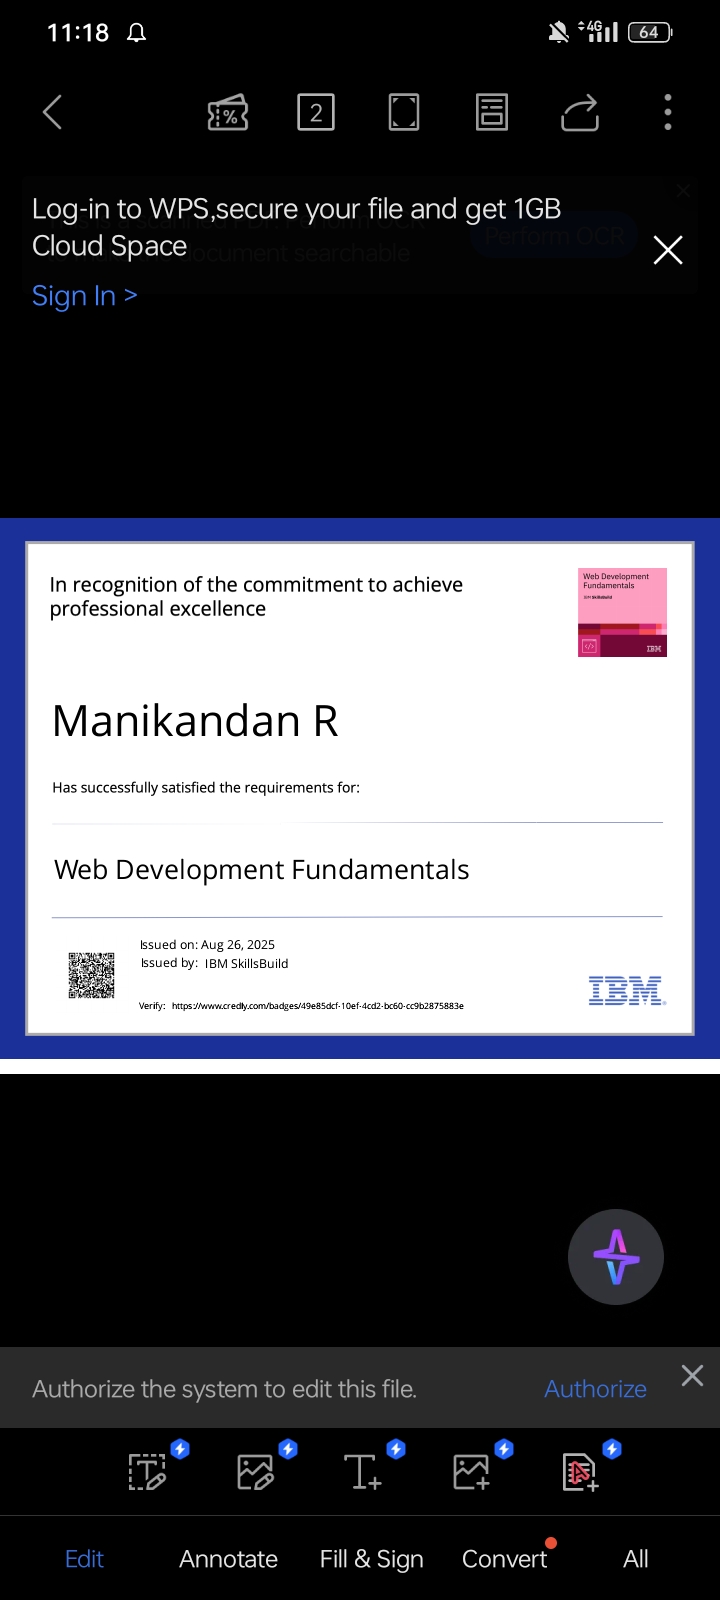 11:18
4G
64
%
2
Log-in to WPS,secure your file and get 1GB
Cloud Space
Perform OCR
document searchable
Sign In >
In recognition of the commitment to achieve
professional excellence
Web Development
Fundamentals
IBM SkillsBuild
</>
IBM
Manikandan R
Has successfully satisfied the requirements for:
Web Development Fundamentals
Issued on: Aug 26, 2025
Issued by: IBM SkillsBuild
Verify: https://www.credly.com/badges/49e85dcf-10ef-4cd2-bc60-cc9b2875883e
IBM
Authorize the system to edit this file.
Authorize
Edit
Annotate
Fill & Sign
Convert
All